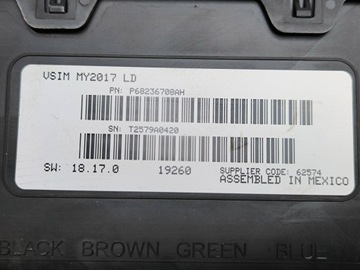 VSIM MY2017 LD
PN: P68236708AH
SN: T2579A0420
SW: 18.17.0 19260 SUPPLIER CODE: 62574
ASSEMBLED IN MEXICO
BLACK BROWN GREEN BLUE